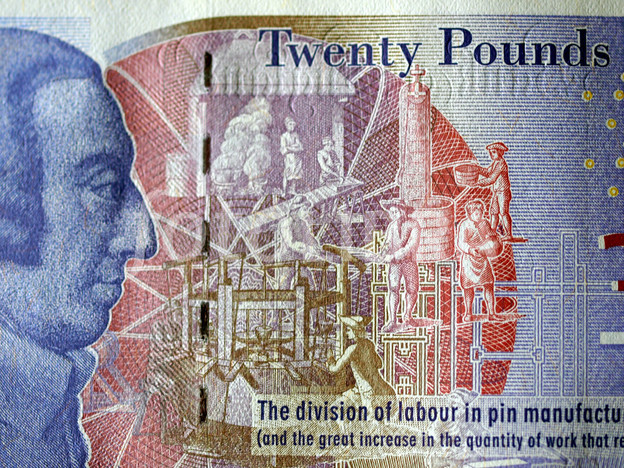 Twenty Pounds
The division of labour in pin manufactu
(and the great increase in the quantity of work that re